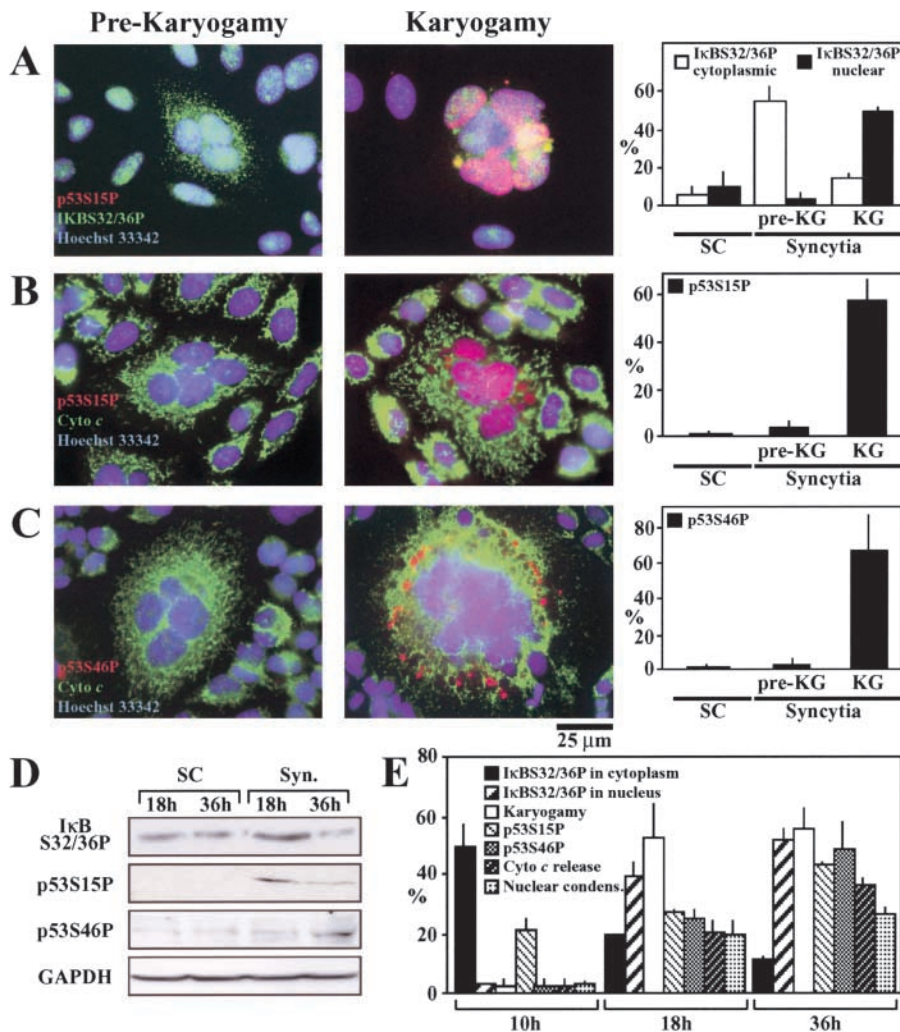 Pre-Karyogamy
Karyogamy
A
p53S15P
IKBS32/36P
Hoechst 33342
IκBS32/36P cytoplasmic
IκBS32/36P nuclear
60
40
%
20
0
pre-KG KG
SC Syncytia
B
p53S15P
Cyto c
Hoechst 33342
p53S15P
60
40
%
20
0
pre-KG KG
SC Syncytia
C
p53S46P
Cyto c
Hoechst 33342
25 μm
p53S46P
80
60
40
%
20
0
pre-KG KG
SC Syncytia
D
SC Syn.
18h 36h 18h 36h
IκB
S32/36P
p53S15P
p53S46P
GAPDH
E
80
60
40
%
20
0
IκBS32/36P in cytoplasm
IκBS32/36P in nucleus
Karyogamy
p53S15P
p53S46P
Cyto c release
Nuclear condens.
10h 18h 36h